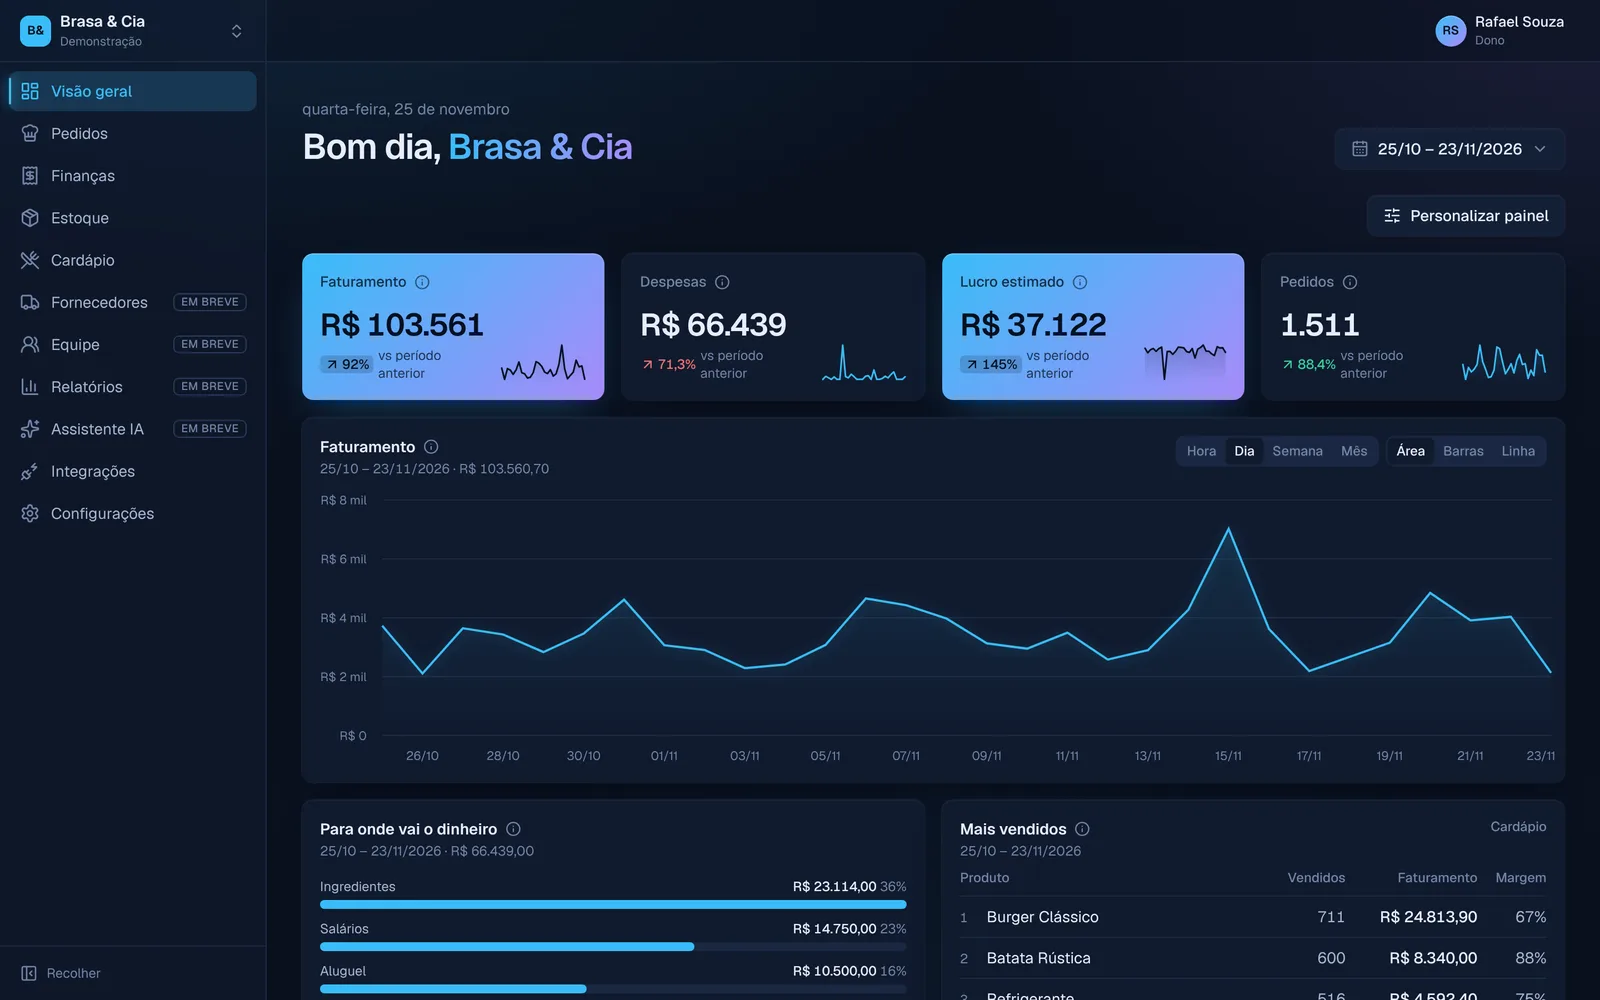 B&
Brasa & Cia
Demonstração
Rafael Souza
RS
Dono
Visão geral
Pedidos
Finanças
Estoque
Cardápio
Fornecedores EM BREVE
Equipe EM BREVE
Relatórios EM BREVE
Assistente IA EM BREVE
Integrações
Configurações
Recolher
quarta-feira, 25 de novembro
Bom dia, Brasa & Cia
25/10 – 23/11/2026
Personalizar painel
Faturamento
R$ 103.561
92% vs período anterior
Despesas
R$ 66.439
71,3% vs período anterior
Lucro estimado
R$ 37.122
145% vs período anterior
Pedidos
1.511
88,4% vs período anterior
Faturamento
25/10 – 23/11/2026 · R$ 103.560,70
Hora Dia Semana Mês
Área Barras Linha
R$ 8 mil
R$ 6 mil
R$ 4 mil
R$ 2 mil
R$ 0
26/10 28/10 30/10 01/11 03/11 05/11 07/11 09/11 11/11 13/11 15/11 17/11 19/11 21/11 23/11
Para onde vai o dinheiro
25/10 – 23/11/2026 · R$ 66.439,00
Ingredientes R$ 23.114,00 36%
Salários R$ 14.750,00 23%
Aluguel R$ 10.500,00 16%
Mais vendidos
Cardápio
25/10 – 23/11/2026
Produto Vendidos Faturamento Margem
1 Burger Clássico 711 R$ 24.813,90 67%
2 Batata Rústica 600 R$ 8.340,00 88%
3 Refrigerante 516 R$ 4.592,40 75%